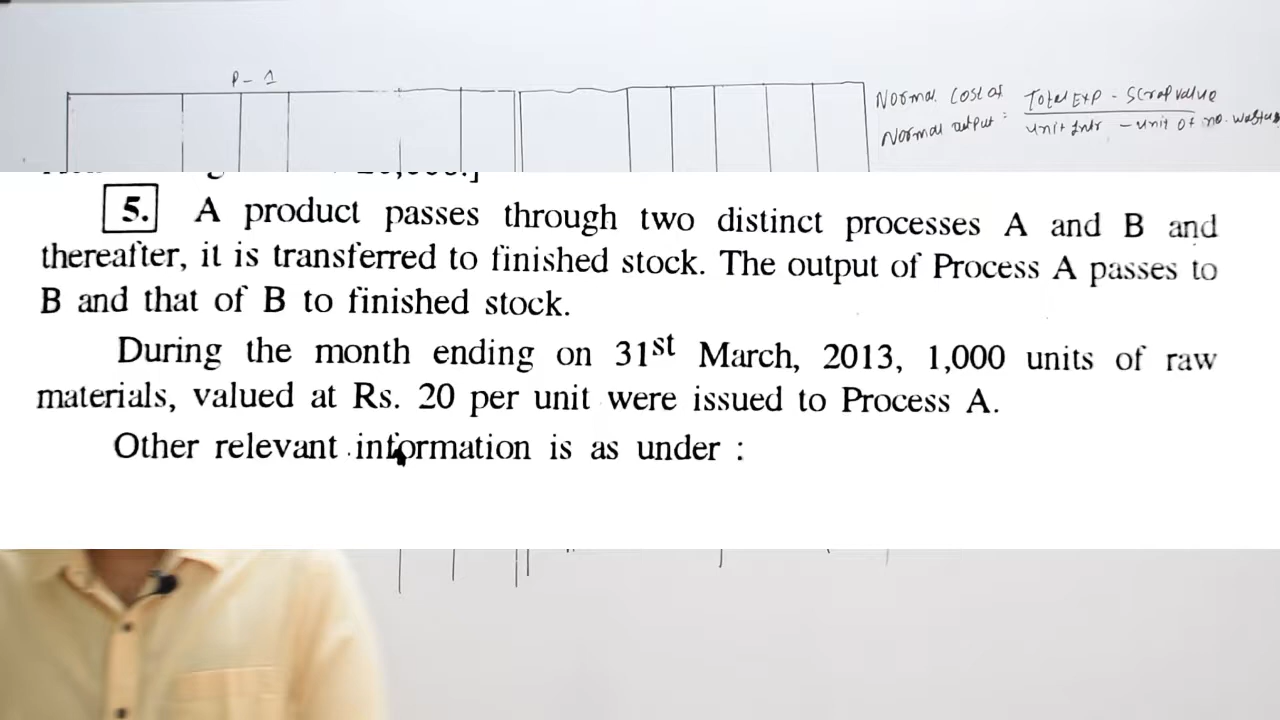 P - 1
Normal Cost of
Normal output :
Total Exp - Scrap value
unit Intr - unit of no. wastage
5. A product passes through two distinct processes A and B and
thereafter, it is transferred to finished stock. The output of Process A passes to
B and that of B to finished stock.
During the month ending on 31st March, 2013, 1,000 units of raw
materials, valued at Rs. 20 per unit were issued to Process A.
Other relevant information is as under :